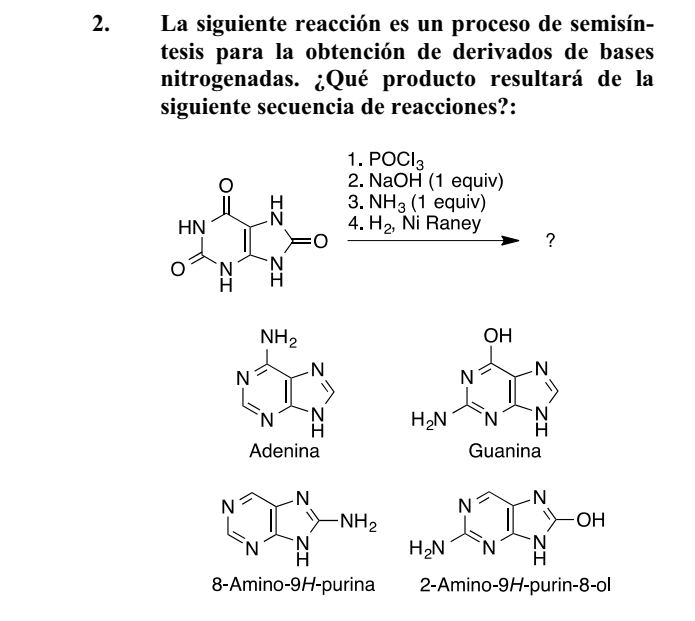 2. La siguiente reacción es un proceso de semisín-
tesis para la obtención de derivados de bases
nitrogenadas. ¿Qué producto resultará de la
siguiente secuencia de reacciones?:
1. POCl3
2. NaOH (1 equiv)
3. NH3 (1 equiv)
4. H2, Ni Raney
O
H
N
HN
O
O
N
H
N
H
?
NH2
N
N
N
N
H
Adenina
OH
N
N
H2N
N
N
H
Guanina
N
N
NH2
N
N
H
8-Amino-9H-purina
N
N
OH
H2N
N
N
H
2-Amino-9H-purin-8-ol